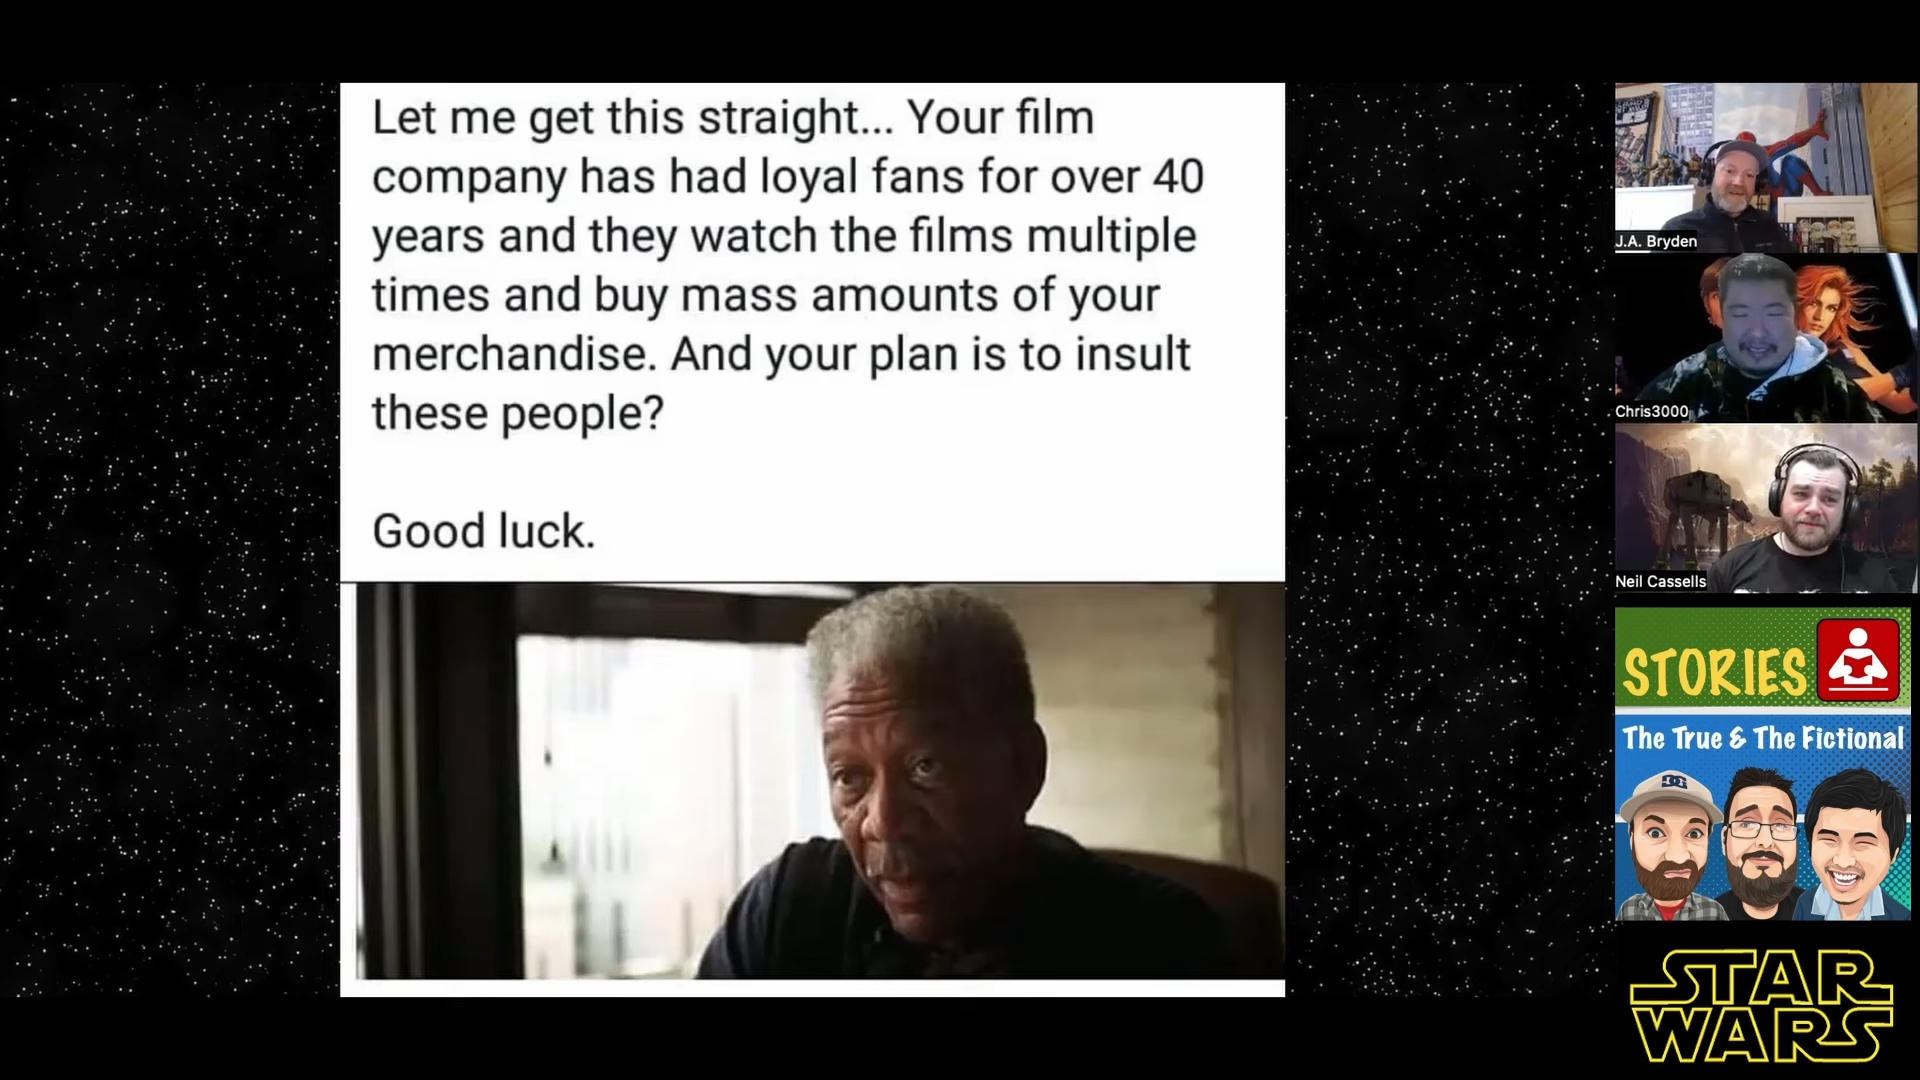 Let me get this straight... Your film
company has had loyal fans for over 40
years and they watch the films multiple
times and buy mass amounts of your
merchandise. And your plan is to insult
these people?
Good luck.
J.A. Bryden
Chris3000
Neil Cassells
STORIES
The True & The Fictional
STAR
WARS